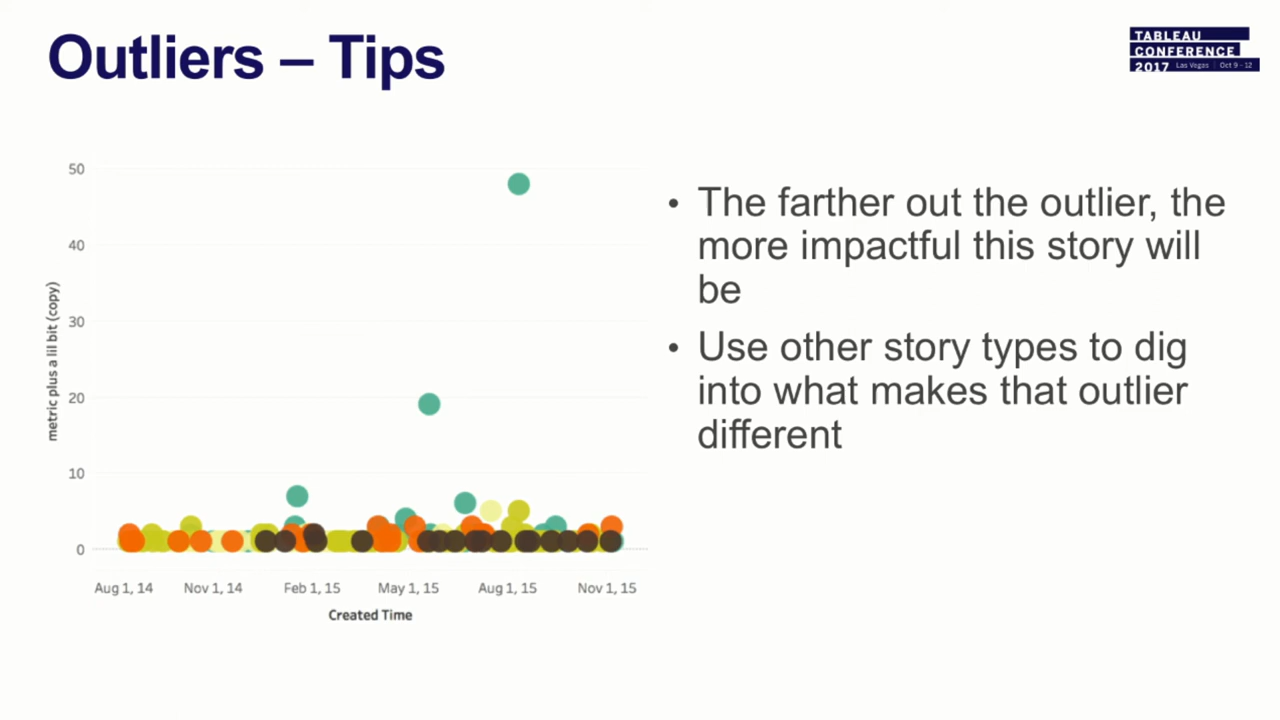 Outliers – Tips
TABLEAU
CONFERENCE
2017 Las Vegas | Oct 9 - 12
50
40
30
20
10
0
metric plus a lil bit (copy)
Aug 1, 14
Nov 1, 14
Feb 1, 15
May 1, 15
Aug 1, 15
Nov 1, 15
Created Time
• The farther out the outlier, the
more impactful this story will
be
• Use other story types to dig
into what makes that outlier
different